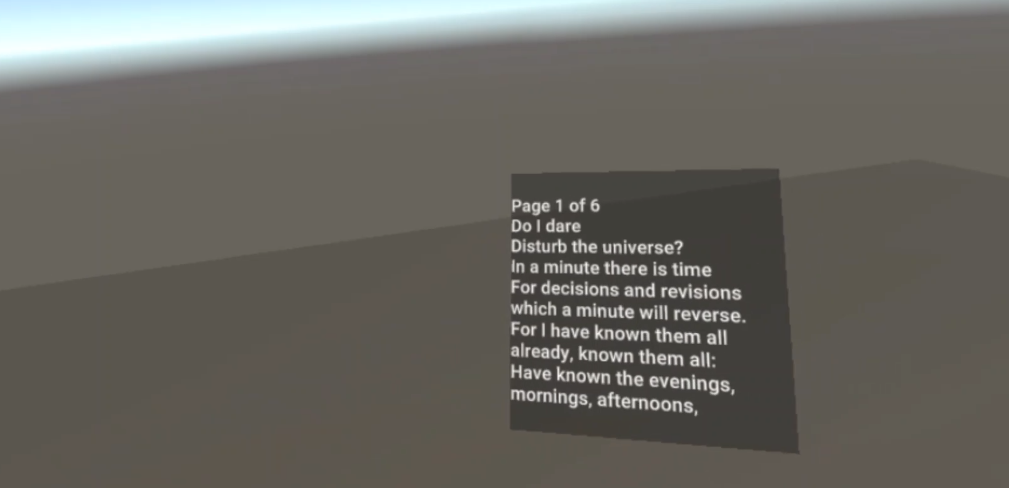 Page 1 of 6
Do I dare
Disturb the universe?
In a minute there is time
For decisions and revisions
which a minute will reverse.
For I have known them all
already, known them all:
Have known the evenings,
mornings, afternoons,